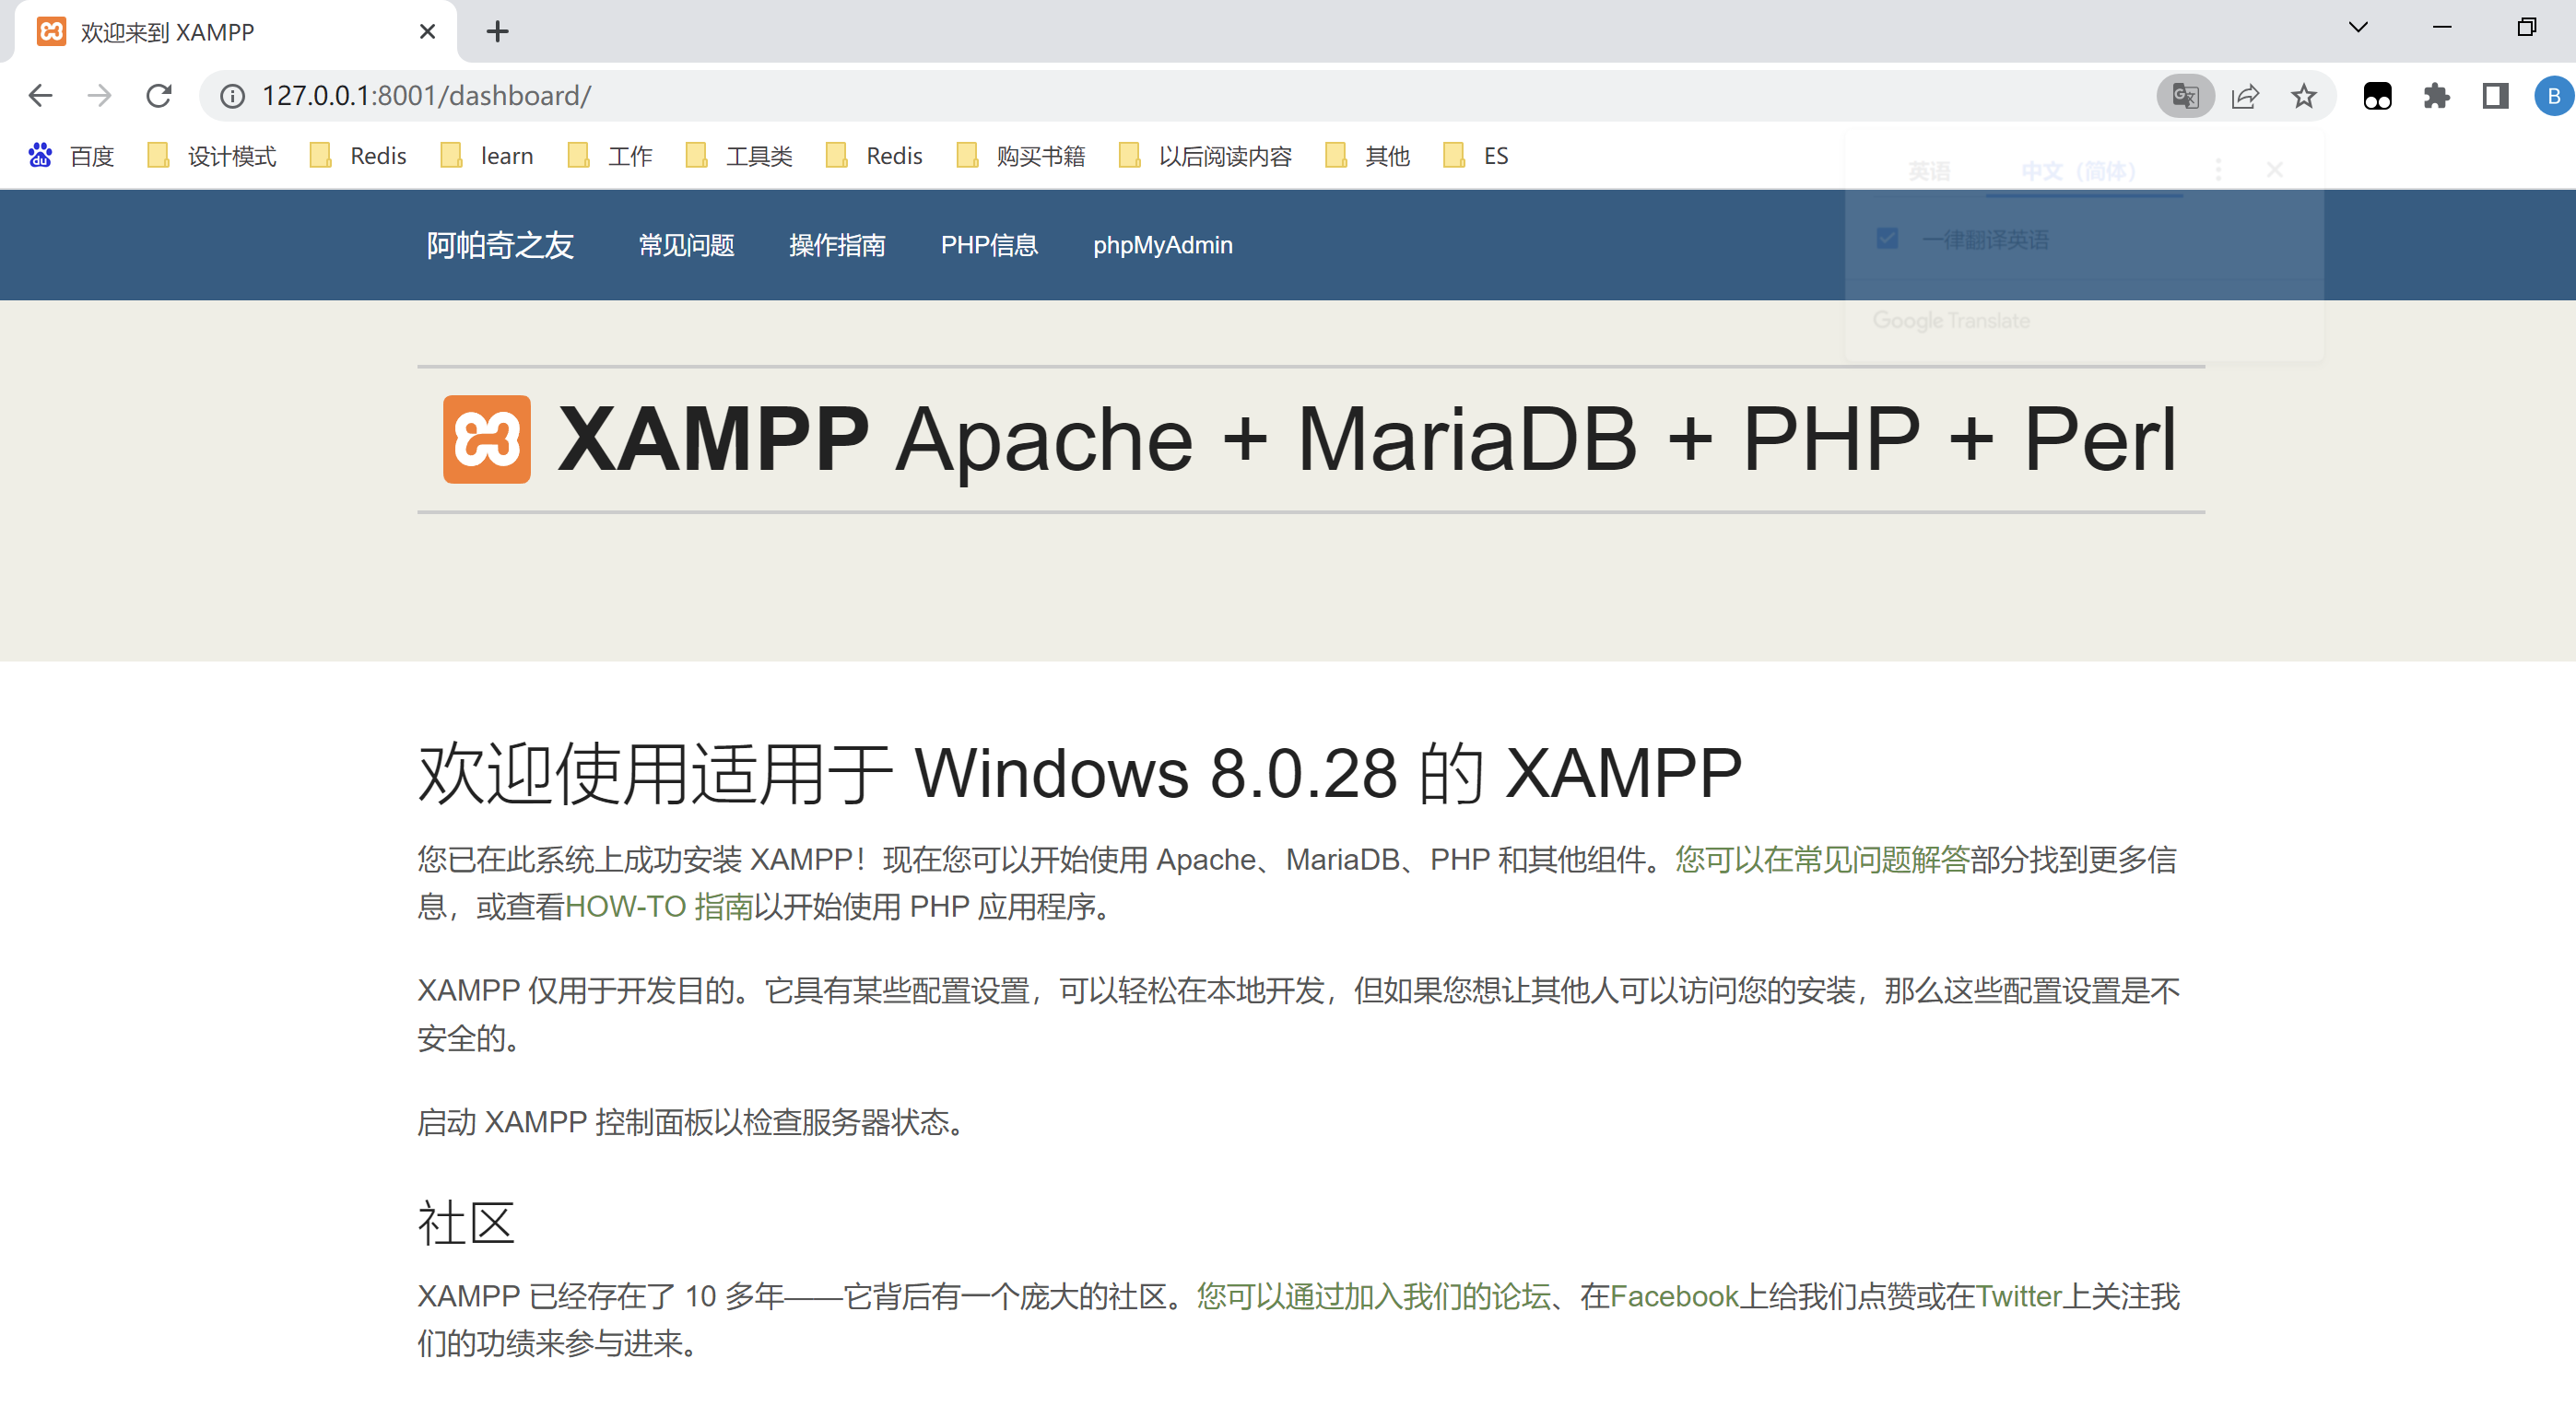 欢迎来到 XAMPP
127.0.0.1:8001/dashboard/
百度 设计模式 Redis learn 工作 工具类 Redis 购买书籍 以后阅读内容 其他 ES
B
英语 中文（简体）
一律翻译英语
Google Translate
阿帕奇之友 常见问题 操作指南 PHP信息 phpMyAdmin
XAMPP Apache + MariaDB + PHP + Perl
欢迎使用适用于 Windows 8.0.28 的 XAMPP
您已在此系统上成功安装 XAMPP！现在您可以开始使用 Apache、MariaDB、PHP 和其他组件。您可以在常见问题解答部分找到更多信
息，或查看HOW-TO 指南以开始使用 PHP 应用程序。
XAMPP 仅用于开发目的。它具有某些配置设置，可以轻松在本地开发，但如果您想让其他人可以访问您的安装，那么这些配置设置是不
安全的。
启动 XAMPP 控制面板以检查服务器状态。
社区
XAMPP 已经存在了 10 多年——它背后有一个庞大的社区。您可以通过加入我们的论坛、在Facebook上给我们点赞或在Twitter上关注我
们的功绩来参与进来。